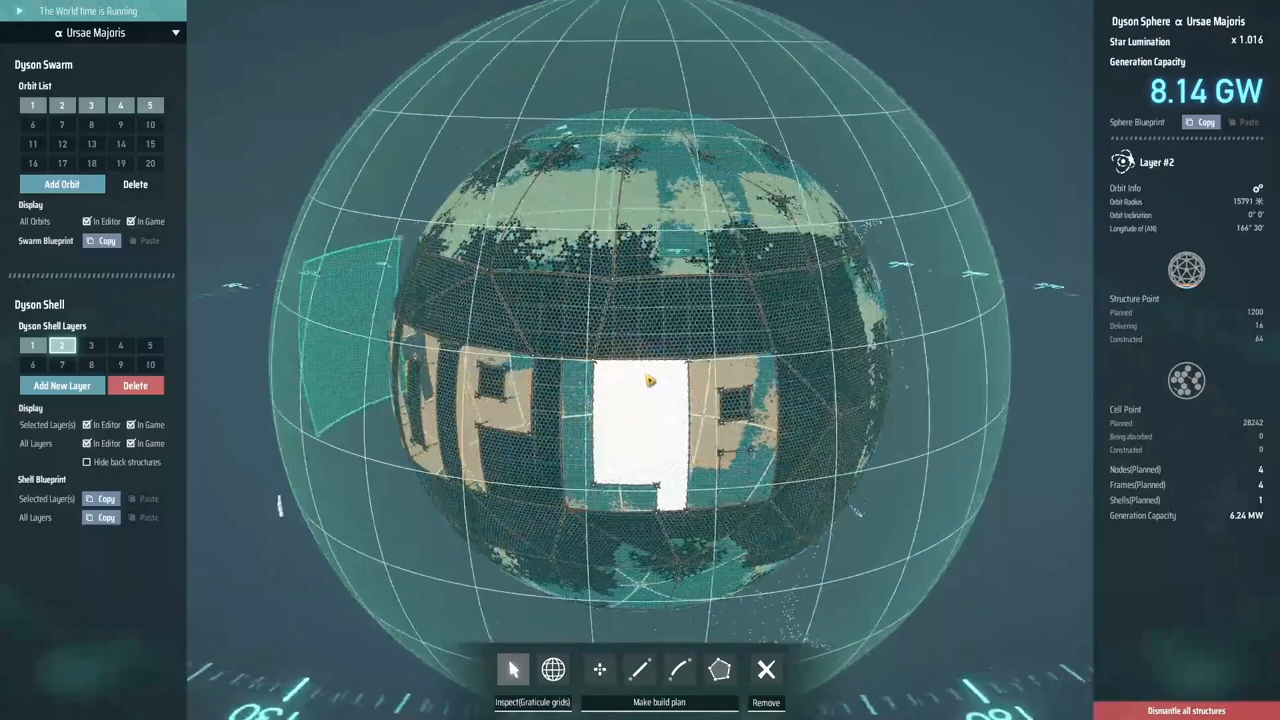 The World time is Running
α Ursae Majoris
Dyson Swarm
Orbit List
1 2 3 4 5
6 7 8 9 10
11 12 13 14 15
16 17 18 19 20
Add Orbit Delete
Display
All Orbits In Editor In Game
Swarm Blueprint Copy Paste
Dyson Shell
Dyson Shell Layers
1 2 3 4 5
6 7 8 9 10
Add New Layer Delete
Display
Selected Layer(s) In Editor In Game
All Layers In Editor In Game
Hide back structures
Shell Blueprint
Selected Layer(s) Copy Paste
All Layers Copy Paste
Inspect(Graticule grids) Make build plan Remove
Dyson Sphere α Ursae Majoris
Star Lumination x 1.016
Generation Capacity
8.14 GW
Sphere Blueprint Copy Paste
Layer #2
Orbit Info
Orbit Radius 15791
Orbit Inclination 0° 0'
Longitude of (AN) 166° 30'
Structure Point
Planned 1200
Delivering 16
Constructed 64
Cell Point
Planned 28242
Being absorbed 0
Constructed 0
Nodes(Planned) 4
Frames(Planned) 4
Shells(Planned) 1
Generation Capacity 6.24 MW
Dismantle all structures